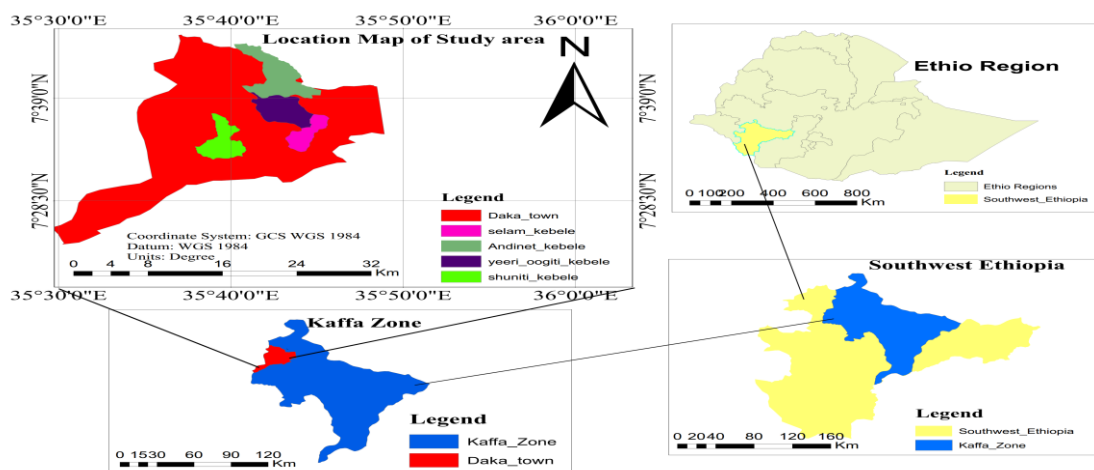 35°30'0"E 35°40'0"E 35°50'0"E 36°0'0"E
Location Map of Study area
N
7°39'0"N
7°28'30"N
7°39'0"N
7°28'30"N
Legend
Daka_town
selam_kebele
Andinet_kebele
yeeri_oogiti_kebele
shuniti_kebele
Coordinate System: GCS WGS 1984
Datum: WGS 1984
Units: Degree
0 4 8 16 24 32
Km
35°30'0"E 35°40'0"E 35°50'0"E 36°0'0"E
Ethio Region
Legend
Ethio Regions
Southwest_Ethiopia
0 100200 400 600 800
Km
Kaffa Zone
Legend
Kaffa_Zone
Daka_town
0 1530 60 90 120
Km
Southwest Ethiopia
Legend
Southwest_Ethiopia
Kaffa_Zone
0 2040 80 120 160
Km